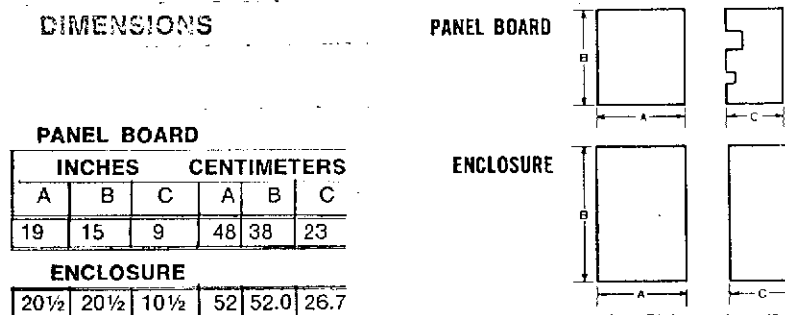 DIMENSIONS
PANEL BOARD
INCHES CENTIMETERS
A B C A B C
19 15 9 48 38 23
ENCLOSURE
20½ 20½ 10½ 52 52.0 26.7
PANEL BOARD
B
A C
ENCLOSURE
B
A C